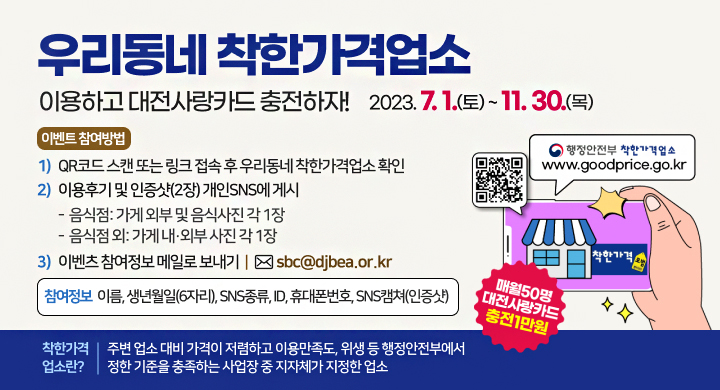 우리동네 착한가격업소
이용하고 대전사랑카드 충전하자! 2023. 7. 1.(토) ~ 11. 30.(목)
이벤트 참여방법
1) QR코드 스캔 또는 링크 접속 후 우리동네 착한가격업소 확인
2) 이용후기 및 인증샷(2장) 개인SNS에 게시
- 음식점: 가게 외부 및 음식사진 각 1장
- 음식점 외: 가게 내·외부 사진 각 1장
3) 이벤츠 참여정보 메일로 보내기 | sbc@djbea.or.kr
참여정보 이름, 생년월일(6자리), SNS종류, ID, 휴대폰번호, SNS캡쳐(인증샷)
행정안전부 착한가격업소
www.goodprice.go.kr
착한가격
매월50명
대전사랑카드
충전1만원
착한가격 업소란?
주변 업소 대비 가격이 저렴하고 이용만족도, 위생 등 행정안전부에서
정한 기준을 충족하는 사업장 중 지자체가 지정한 업소